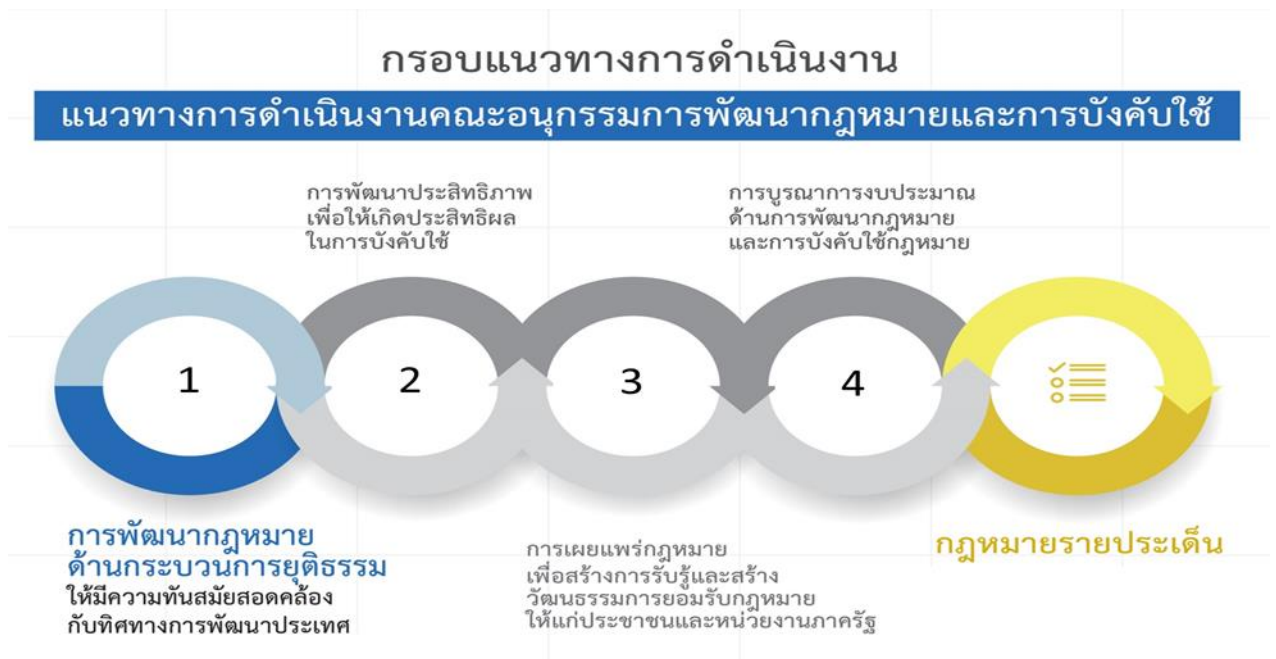 กรอบแนวทางการดำเนินงาน
แนวทางการดำเนินงานคณะอนุกรรมการพัฒนากฎหมายและการบังคับใช้
การพัฒนาประสิทธิภาพ
เพื่อให้เกิดประสิทธิผล
ในการบังคับใช้
การบูรณาการงบประมาณ
ด้านการพัฒนากฎหมาย
และการบังคับใช้กฎหมาย
1
2
3
4
การพัฒนากฎหมาย
ด้านกระบวนการยุติธรรม
ให้มีความทันสมัยสอดคล้อง
กับทิศทางการพัฒนาประเทศ
การเผยแพร่กฎหมาย
เพื่อสร้างการรับรู้และสร้าง
วัฒนธรรมการยอมรับกฎหมาย
ให้แก่ประชาชนและหน่วยงานภาครัฐ
กฎหมายรายประเด็น